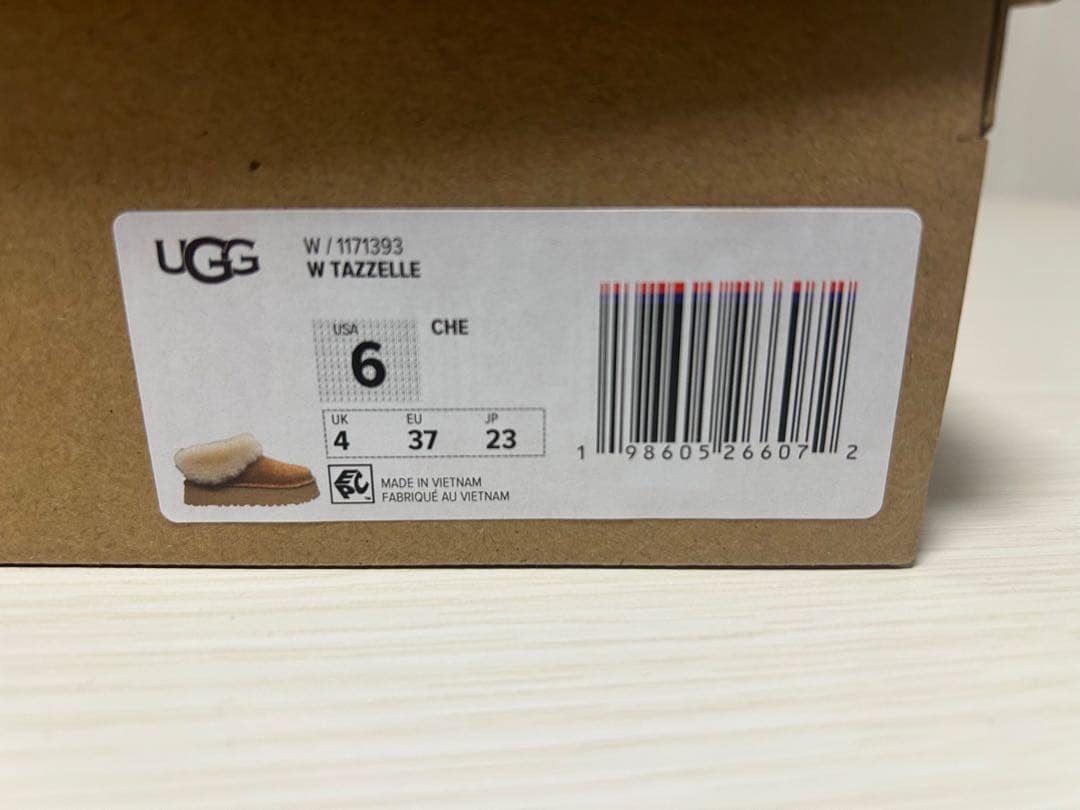 UGG
W / 1171393
W TAZZELLE
USA
6
CHE
UK EU JP
4 37 23
EPC™
MADE IN VIETNAM
FABRIQUÉ AU VIETNAM
1 98605 26607 2